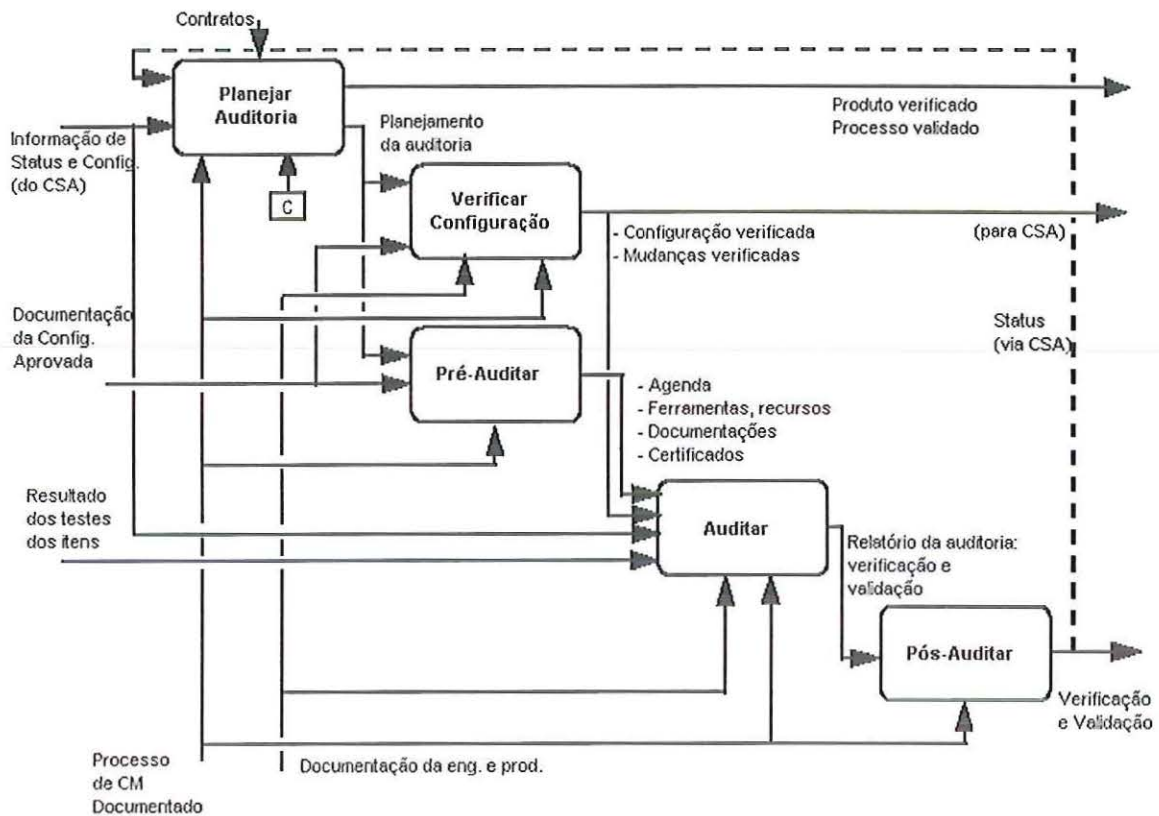 Contratos
Planejar
Auditoria
Produto verificado
Processo validado
Informação de
Status e Config.
(do CSA)
Planejamento
da auditoria
C
Verificar
Configuração
- Configuração verificada
- Mudanças verificadas
(para CSA)
Documentação
da Config.
Aprovada
Status
(via CSA)
Pré-Auditar
- Agenda
- Ferramentas, recursos
- Documentações
- Certificados
Resultado
dos testes
dos itens
Auditar
Relatório da auditoria:
verificação e
validação
Pós-Auditar
Verificação
e Validação
Processo
de CM
Documentado
Documentação da eng. e prod.